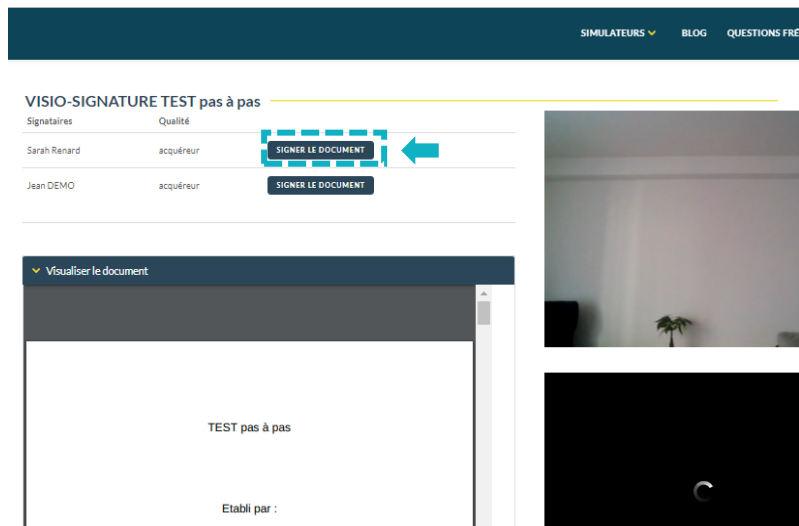 SIMULATEURS BLOG QUESTIONS FRÉ
VISIO-SIGNATURE TEST pas à pas
Signataires Qualité
Sarah Renard acquéreur SIGNER LE DOCUMENT
Jean DEMO acquéreur SIGNER LE DOCUMENT
Visualiser le document
TEST pas à pas
Etabli par :